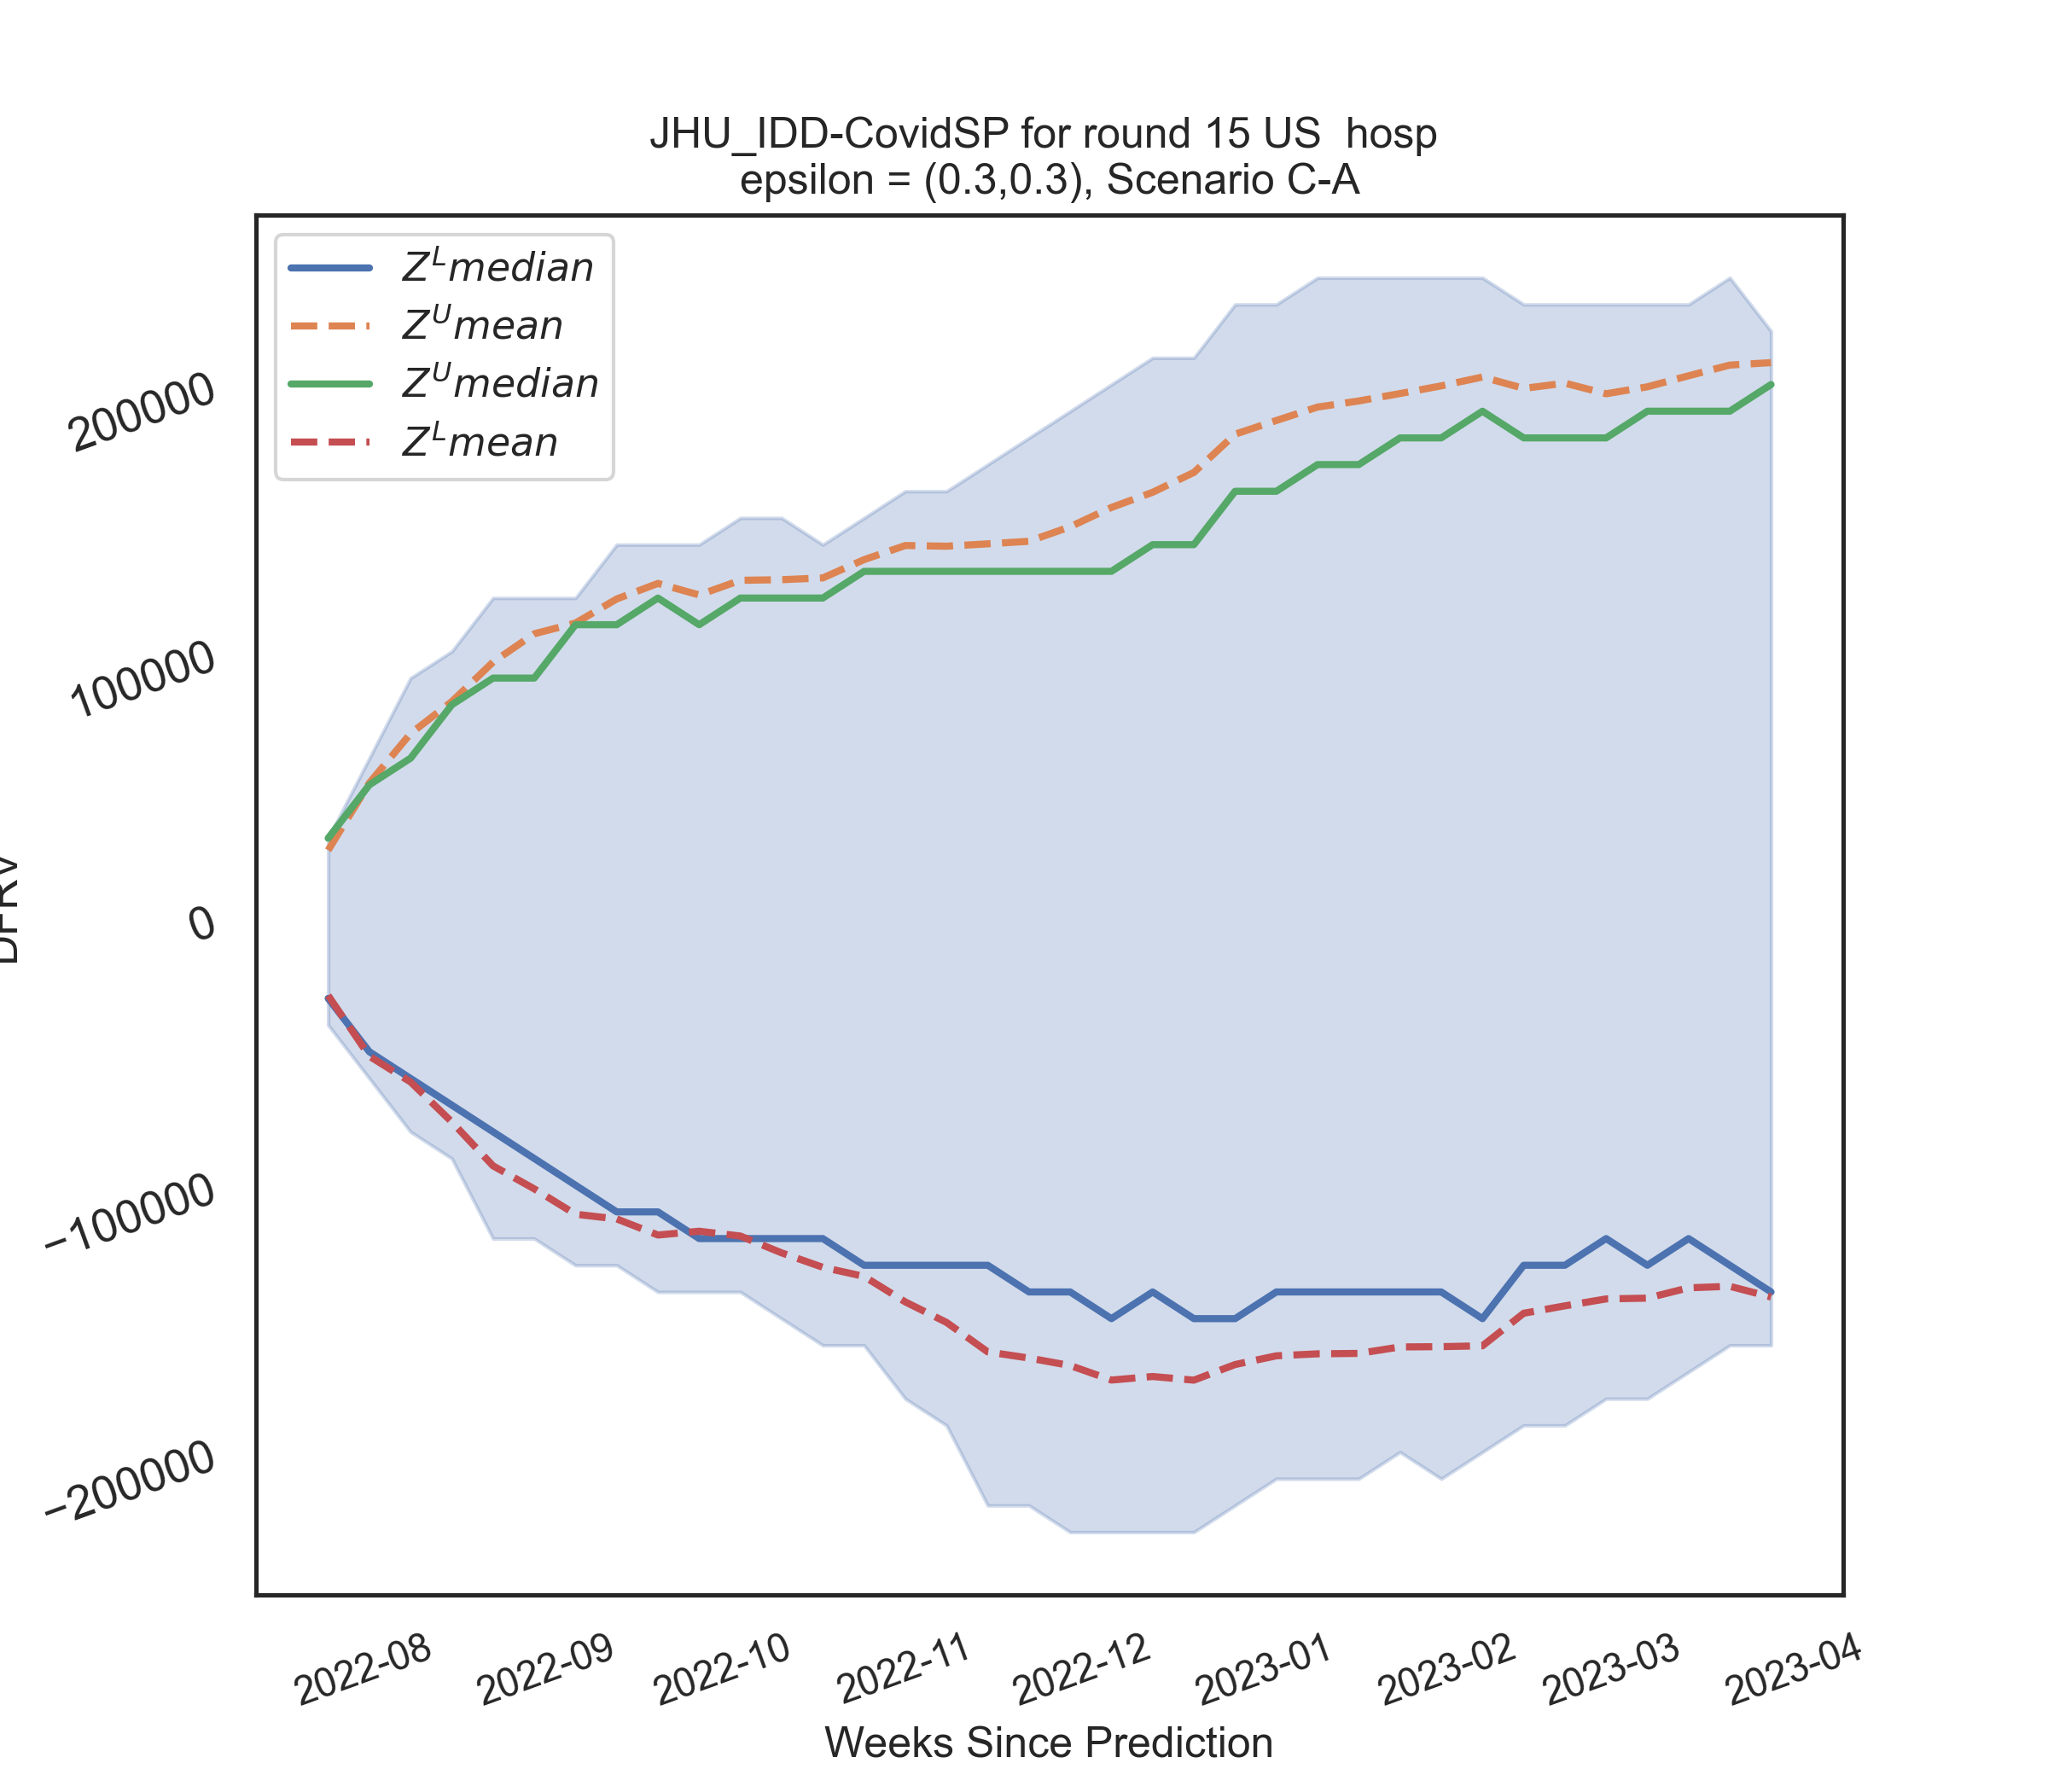 JHU_IDD-CovidSP for round 15 US  hosp
epsilon = (0.3,0.3), Scenario C-A
Z^L median
Z^U mean
Z^U median
Z^L mean
200000
100000
0
−100000
−200000
2022-08
2022-09
2022-10
2022-11
2022-12
2023-01
2023-02
2023-03
2023-04
Weeks Since Prediction